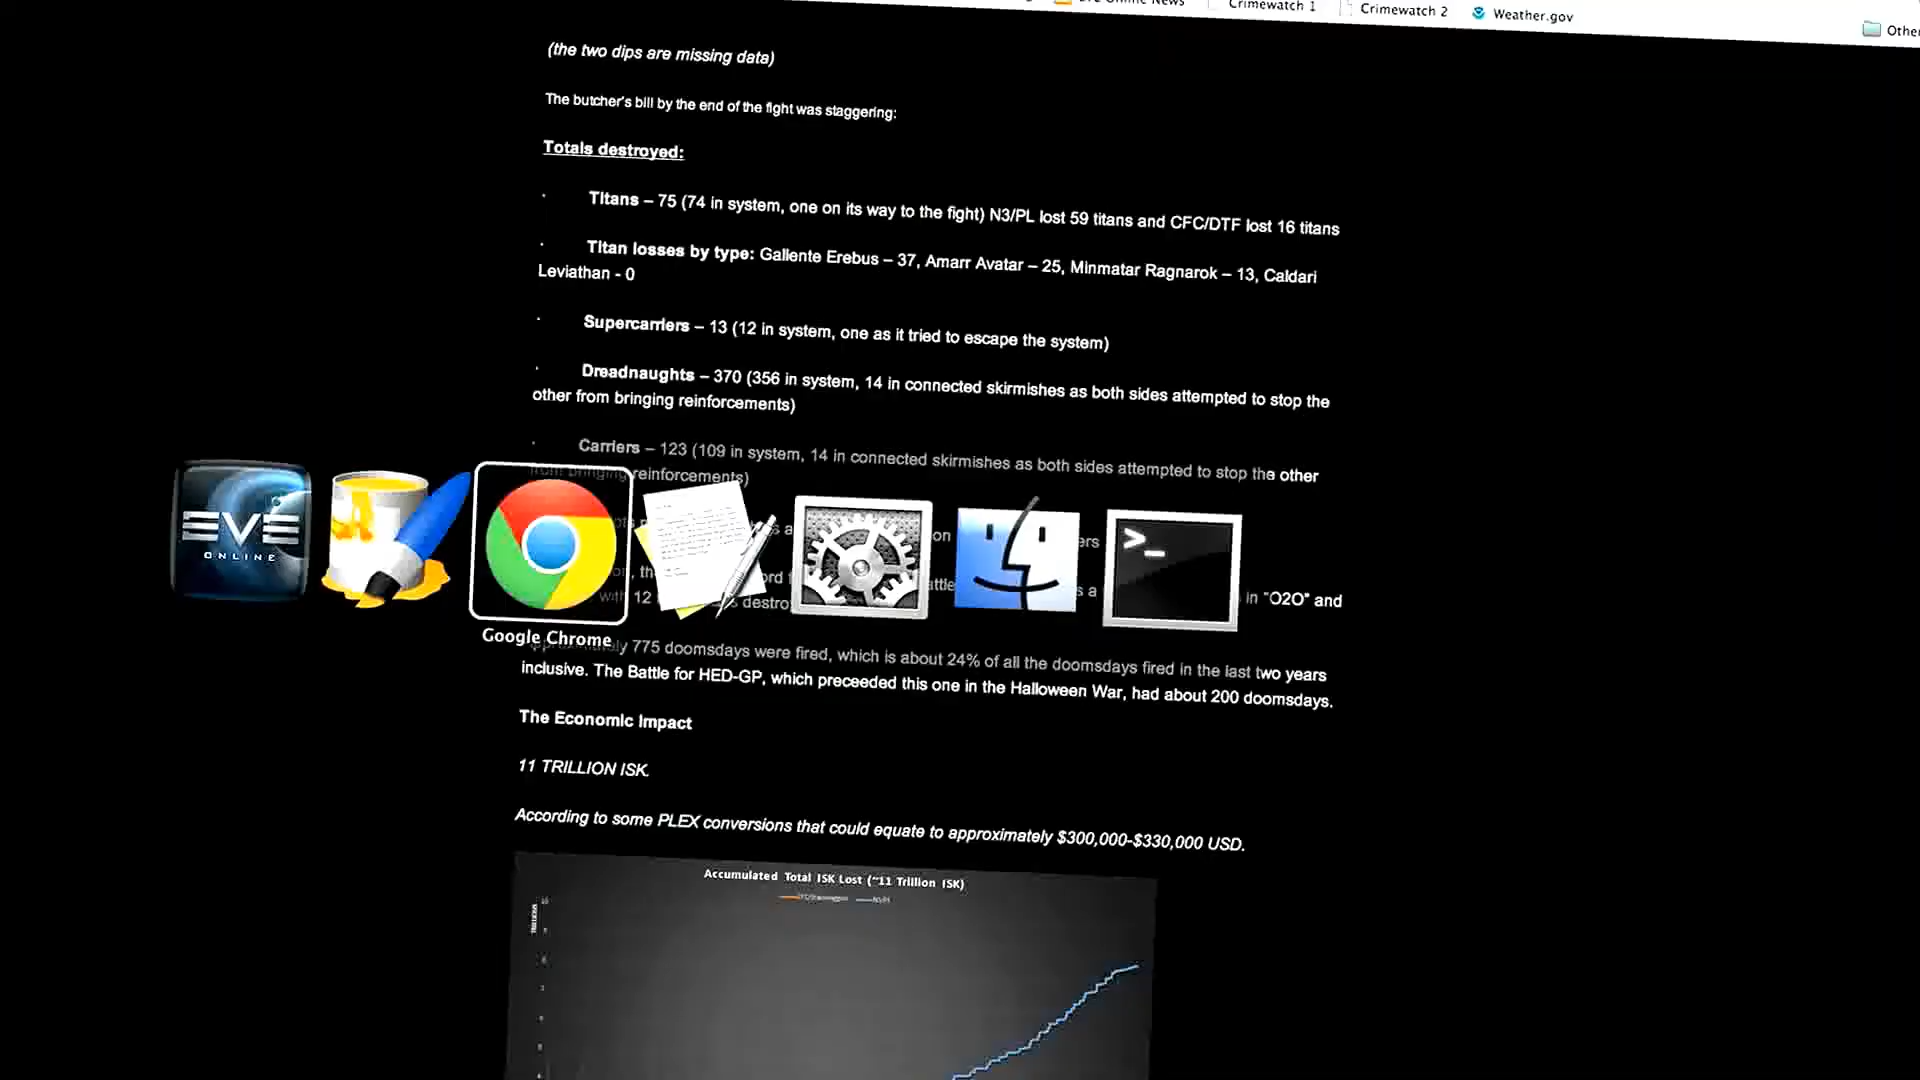 Crimewatch 1
Crimewatch 2
Weather.gov
Other
(the two dips are missing data)
The butcher's bill by the end of the fight was staggering:
Totals destroyed:
· Titans – 75 (74 in system, one on its way to the fight) N3/PL lost 59 titans and CFC/DTF lost 16 titans
· Titan losses by type: Gallente Erebus – 37, Amarr Avatar – 25, Minmatar Ragnarok – 13, Caldari
Leviathan - 0
· Supercarriers – 13 (12 in system, one as it tried to escape the system)
· Dreadnaughts – 370 (356 in system, 14 in connected skirmishes as both sides attempted to stop the
other from bringing reinforcements)
· Carriers – 123 (109 in system, 14 in connected skirmishes as both sides attempted to stop the other
from bringing reinforcements)
in "O2O" and
with 12 destro
EVE
ONLINE
>_
Google Chrome
775 doomsdays were fired, which is about 24% of all the doomsdays fired in the last two years
inclusive. The Battle for HED-GP, which preceeded this one in the Halloween War, had about 200 doomsdays.
The Economic Impact
11 TRILLION ISK.
According to some PLEX conversions that could equate to approximately $300,000-$330,000 USD.
Accumulated Total ISK Lost (~11 Trillion ISK)